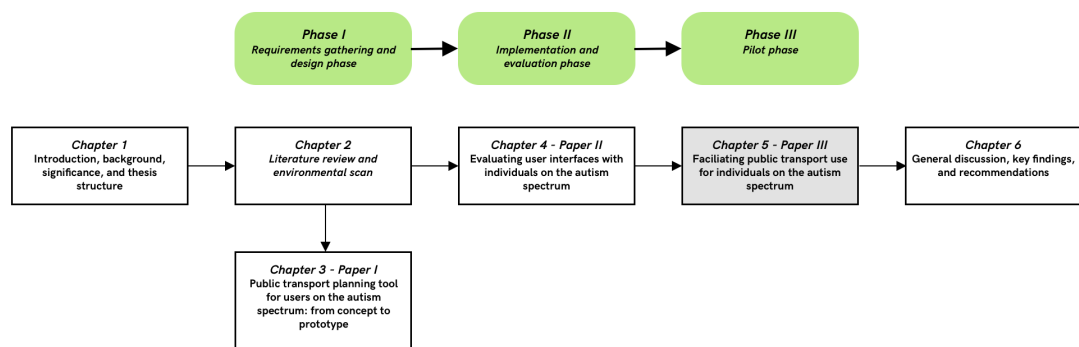 Phase I
Requirements gathering and
design phase
Phase II
Implementation and
evaluation phase
Phase III
Pilot phase
Chapter 1
Introduction, background,
significance, and thesis
structure
Chapter 2
Literature review and
environmental scan
Chapter 4 - Paper II
Evaluating user interfaces with
individuals on the autism
spectrum
Chapter 5 - Paper III
Faciliating public transport use
for individuals on the autism
spectrum
Chapter 6
General discussion, key findings,
and recommendations
Chapter 3 - Paper I
Public transport planning tool
for users on the autism
spectrum: from concept to
prototype